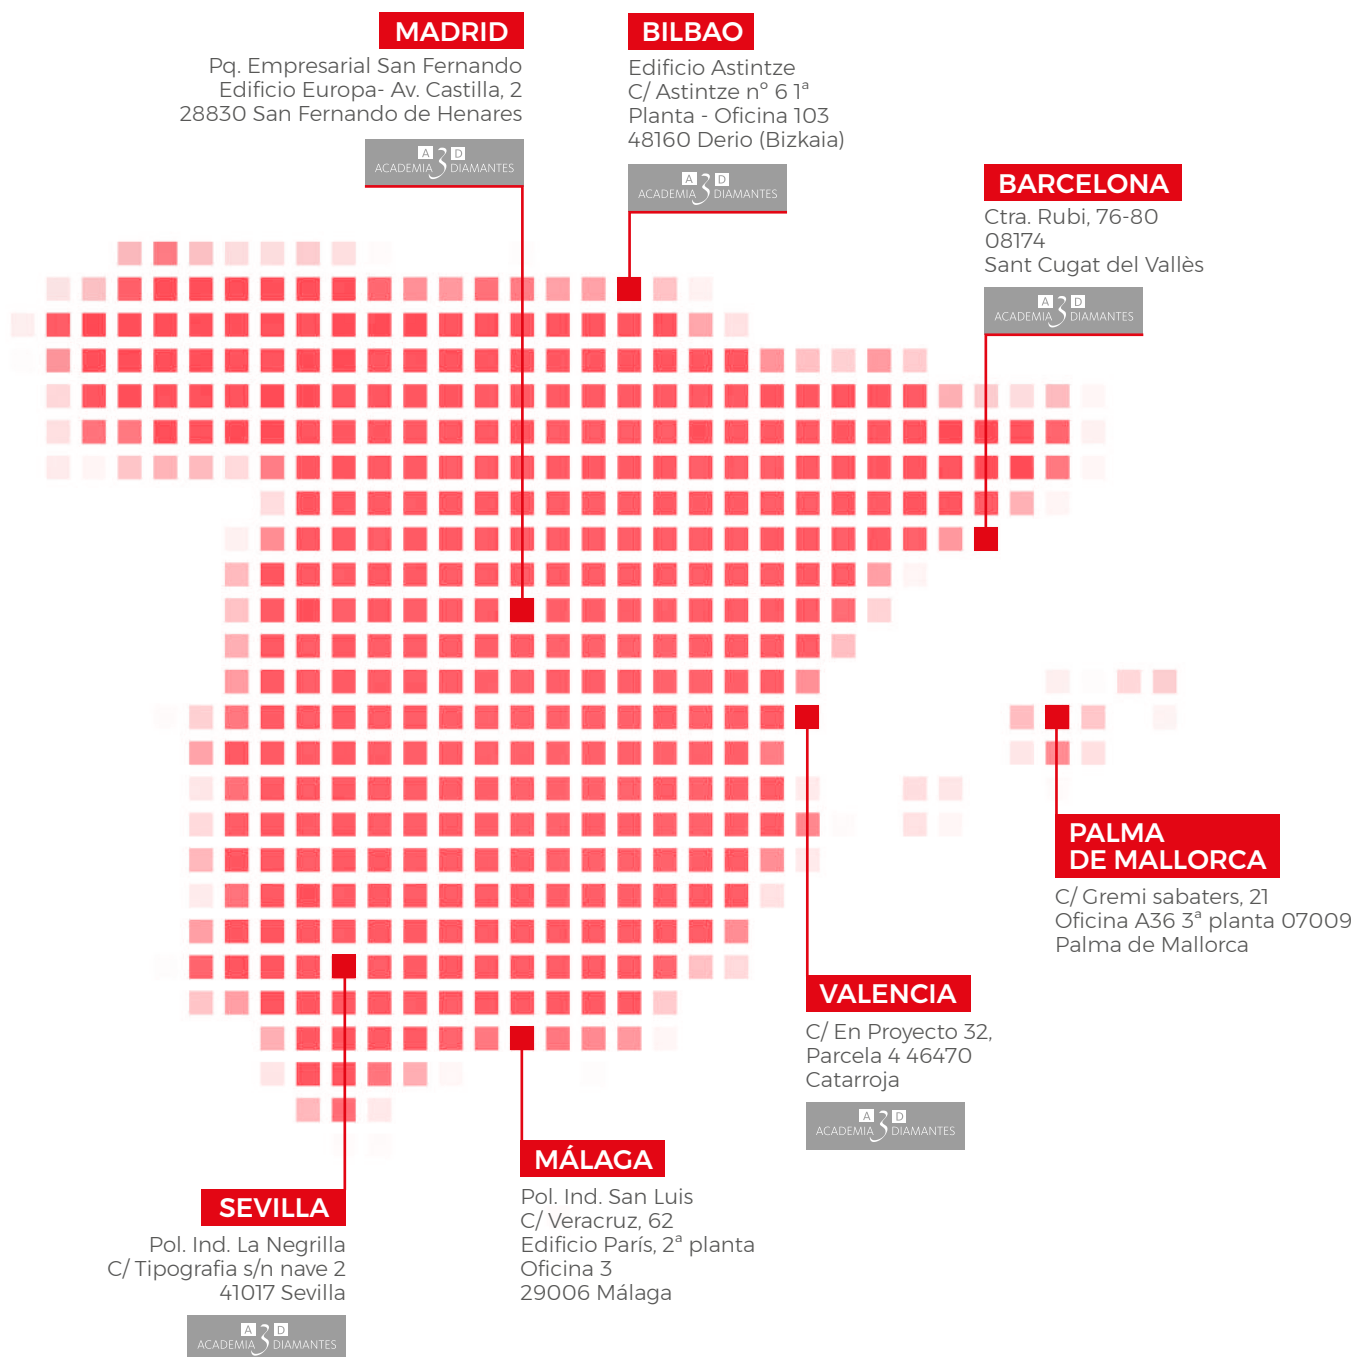 MADRID
Pq. Empresarial San Fernando
Edificio Europa- Av. Castilla, 2
28830 San Fernando de Henares
A 3 D
ACADEMIA DIAMANTES
BILBAO
Edificio Astintze
C/ Astintze nº 6 1ª
Planta - Oficina 103
48160 Derio (Bizkaia)
A 3 D
ACADEMIA DIAMANTES
BARCELONA
Ctra. Rubi, 76-80
08174
Sant Cugat del Vallès
A 3 D
ACADEMIA DIAMANTES
PALMA
DE MALLORCA
C/ Gremi sabaters, 21
Oficina A36 3ª planta 07009
Palma de Mallorca
VALENCIA
C/ En Proyecto 32,
Parcela 4 46470
Catarroja
A 3 D
ACADEMIA DIAMANTES
MÁLAGA
Pol. Ind. San Luis
C/ Veracruz, 62
Edificio París, 2ª planta
Oficina 3
29006 Málaga
SEVILLA
Pol. Ind. La Negrilla
C/ Tipografia s/n nave 2
41017 Sevilla
A 3 D
ACADEMIA DIAMANTES